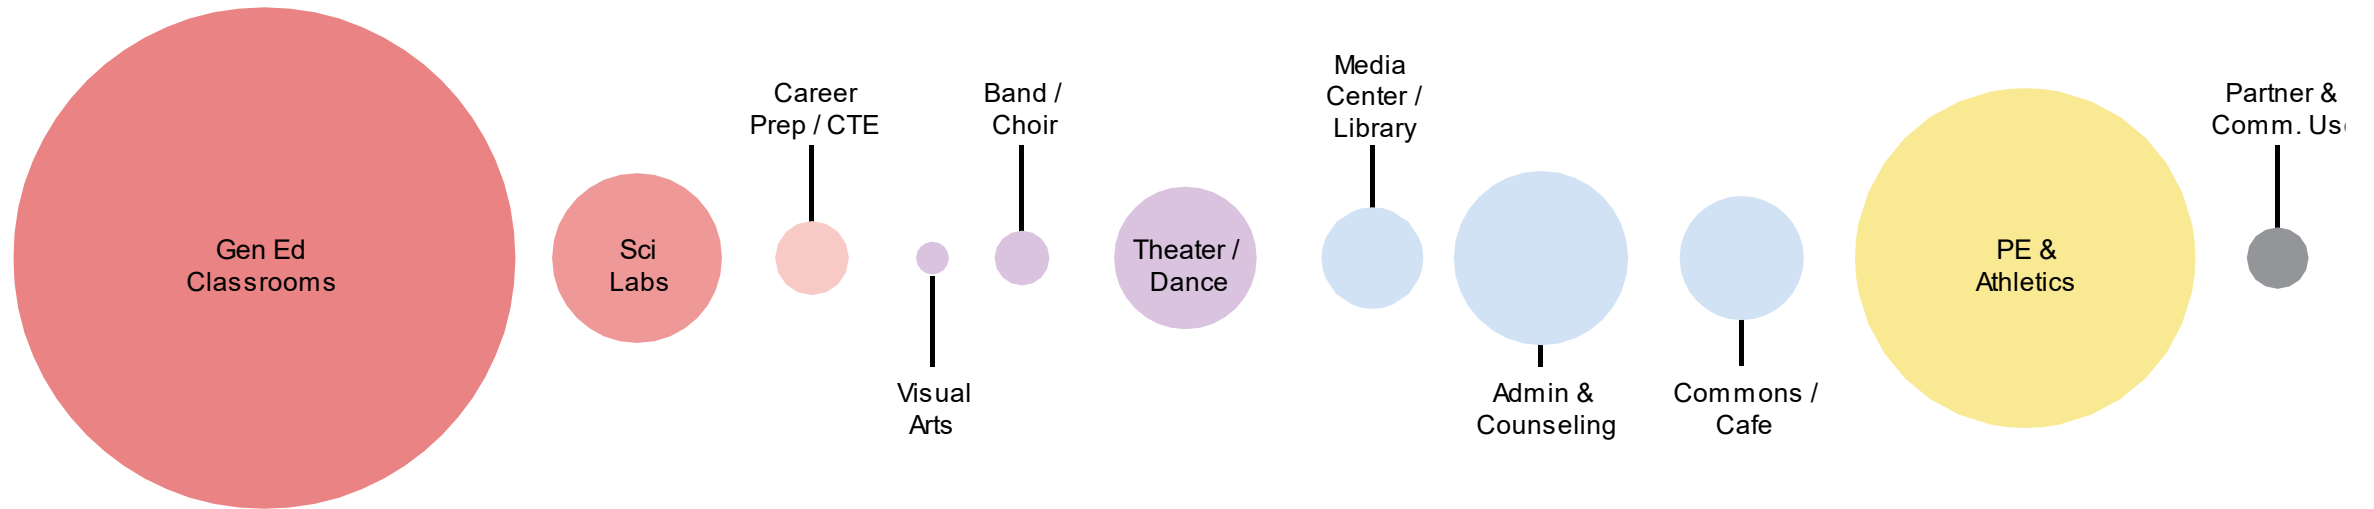 Gen Ed
Classrooms
Sci
Labs
Career
Prep / CTE
Visual
Arts
Band /
Choir
Theater /
Dance
Media
Center /
Library
Admin &
Counseling
Commons /
Cafe
PE &
Athletics
Partner &
Comm. Use